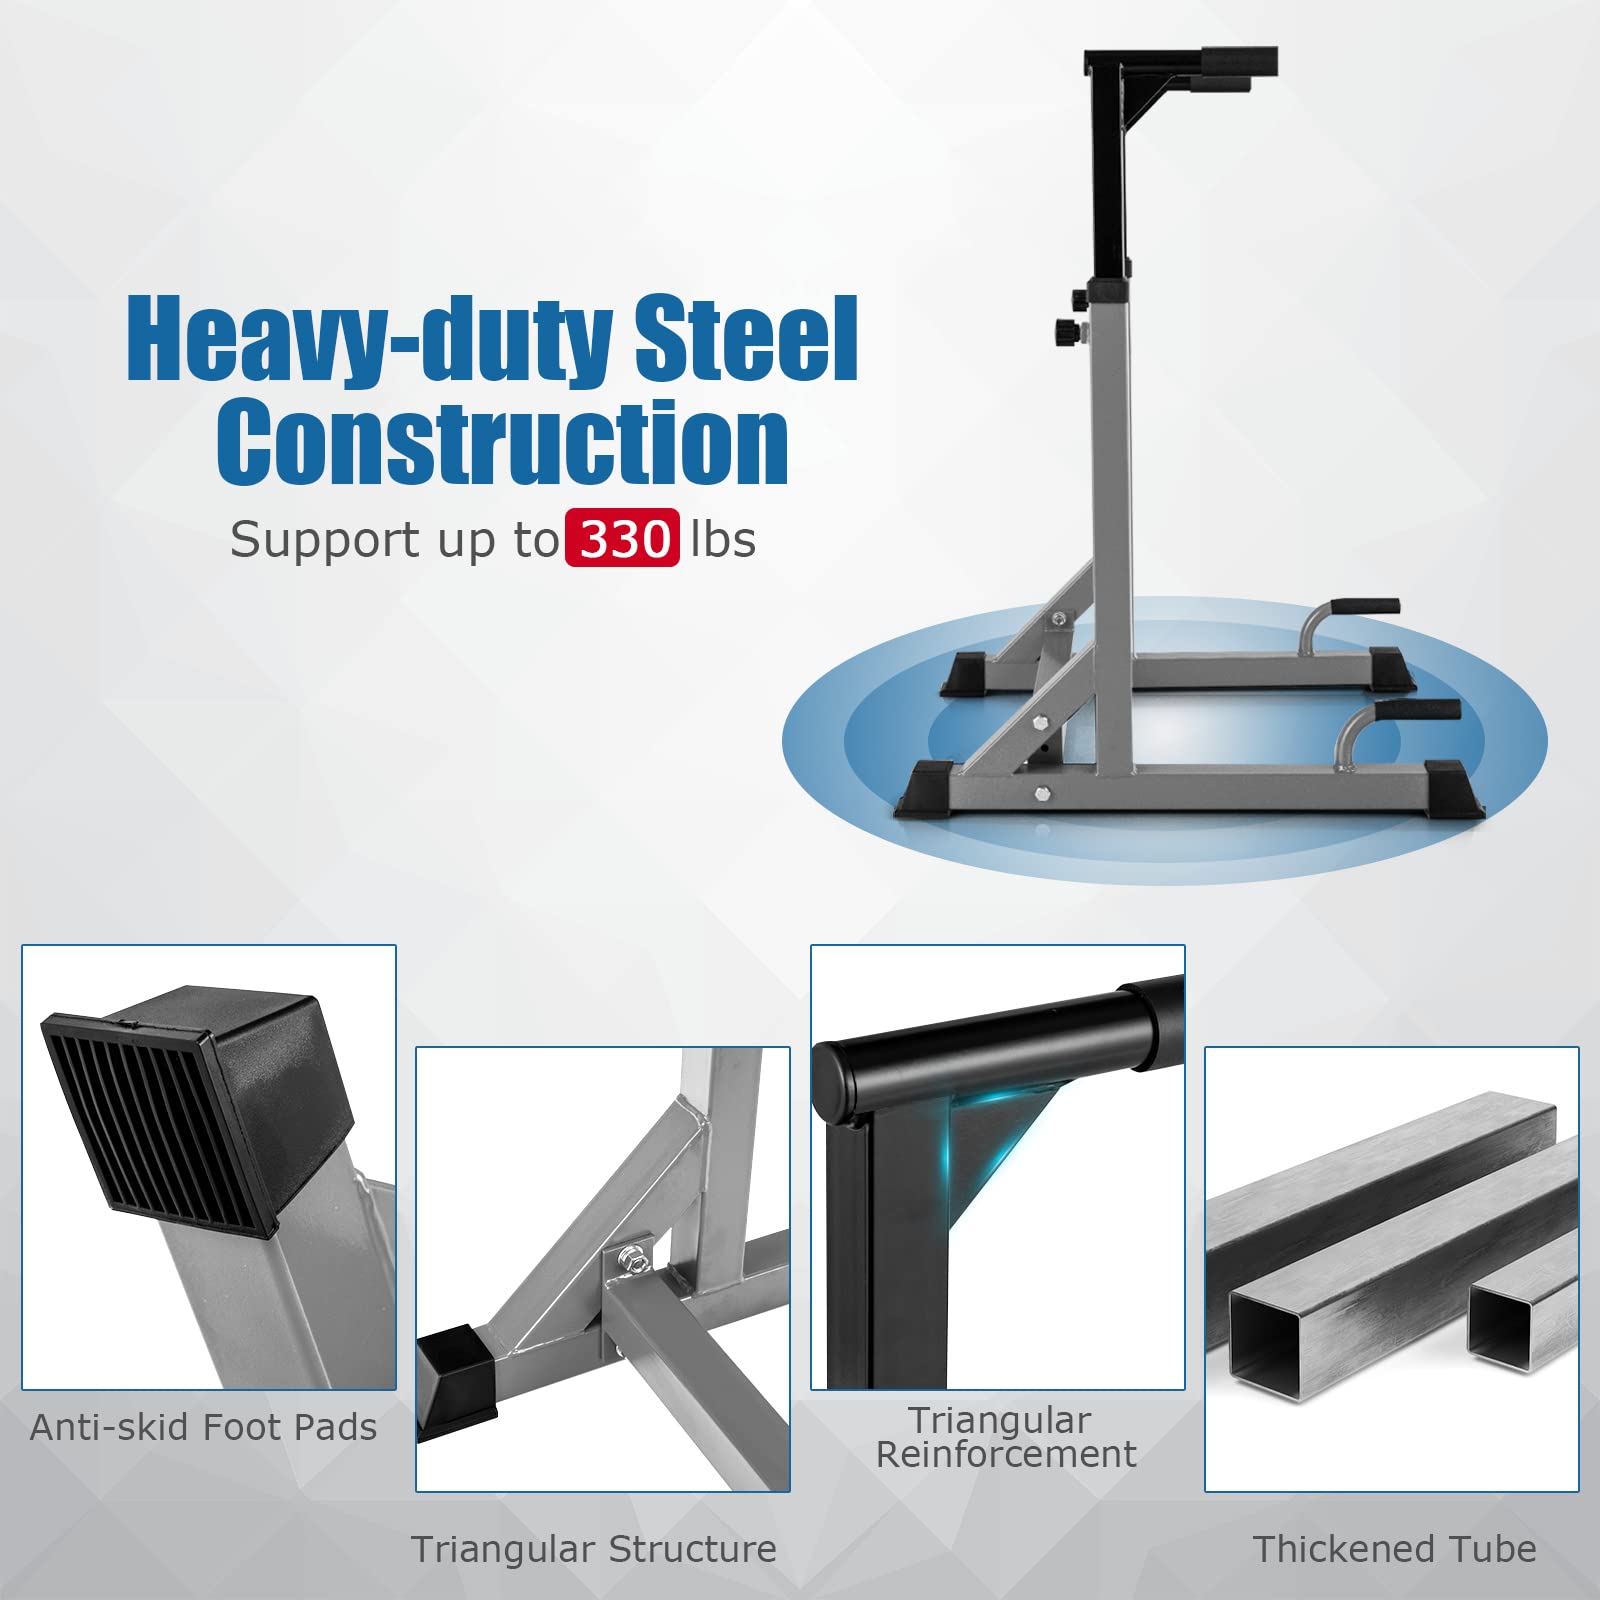 Heavy-duty Steel
Construction
Support up to 330 lbs
Anti-skid Foot Pads
Triangular Structure
Triangular
Reinforcement
Thickened Tube